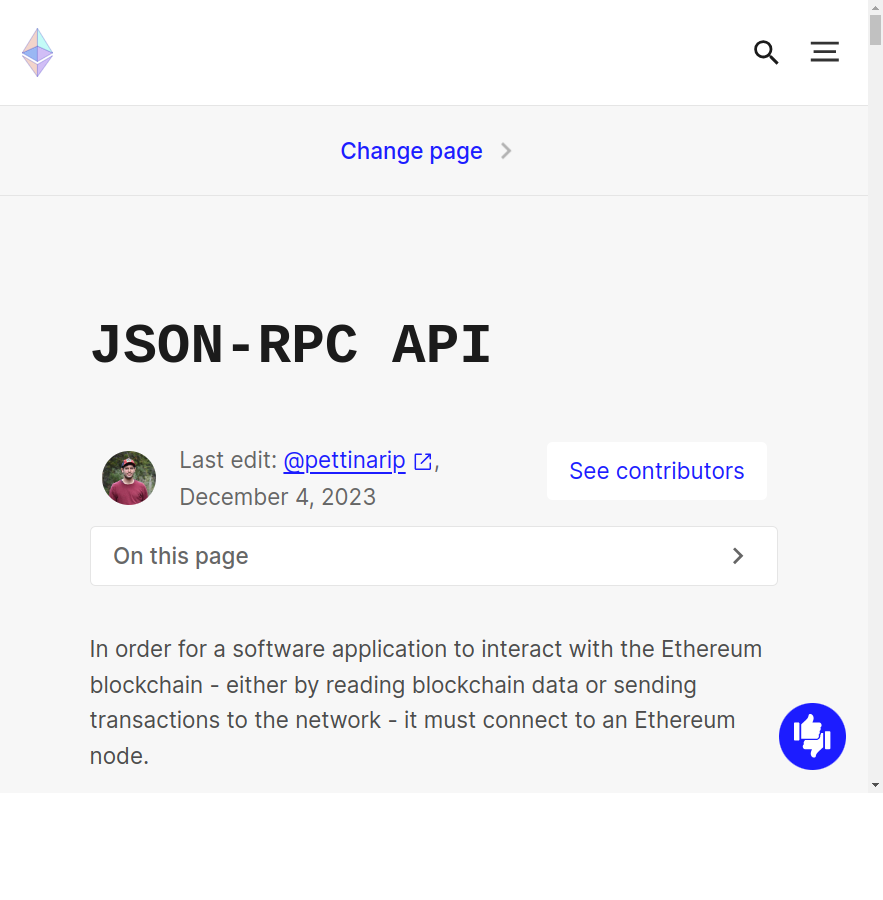 Change page
JSON-RPC API
Last edit: @pettinarip,
December 4, 2023
See contributors
On this page
In order for a software application to interact with the Ethereum
blockchain - either by reading blockchain data or sending
transactions to the network - it must connect to an Ethereum
node.